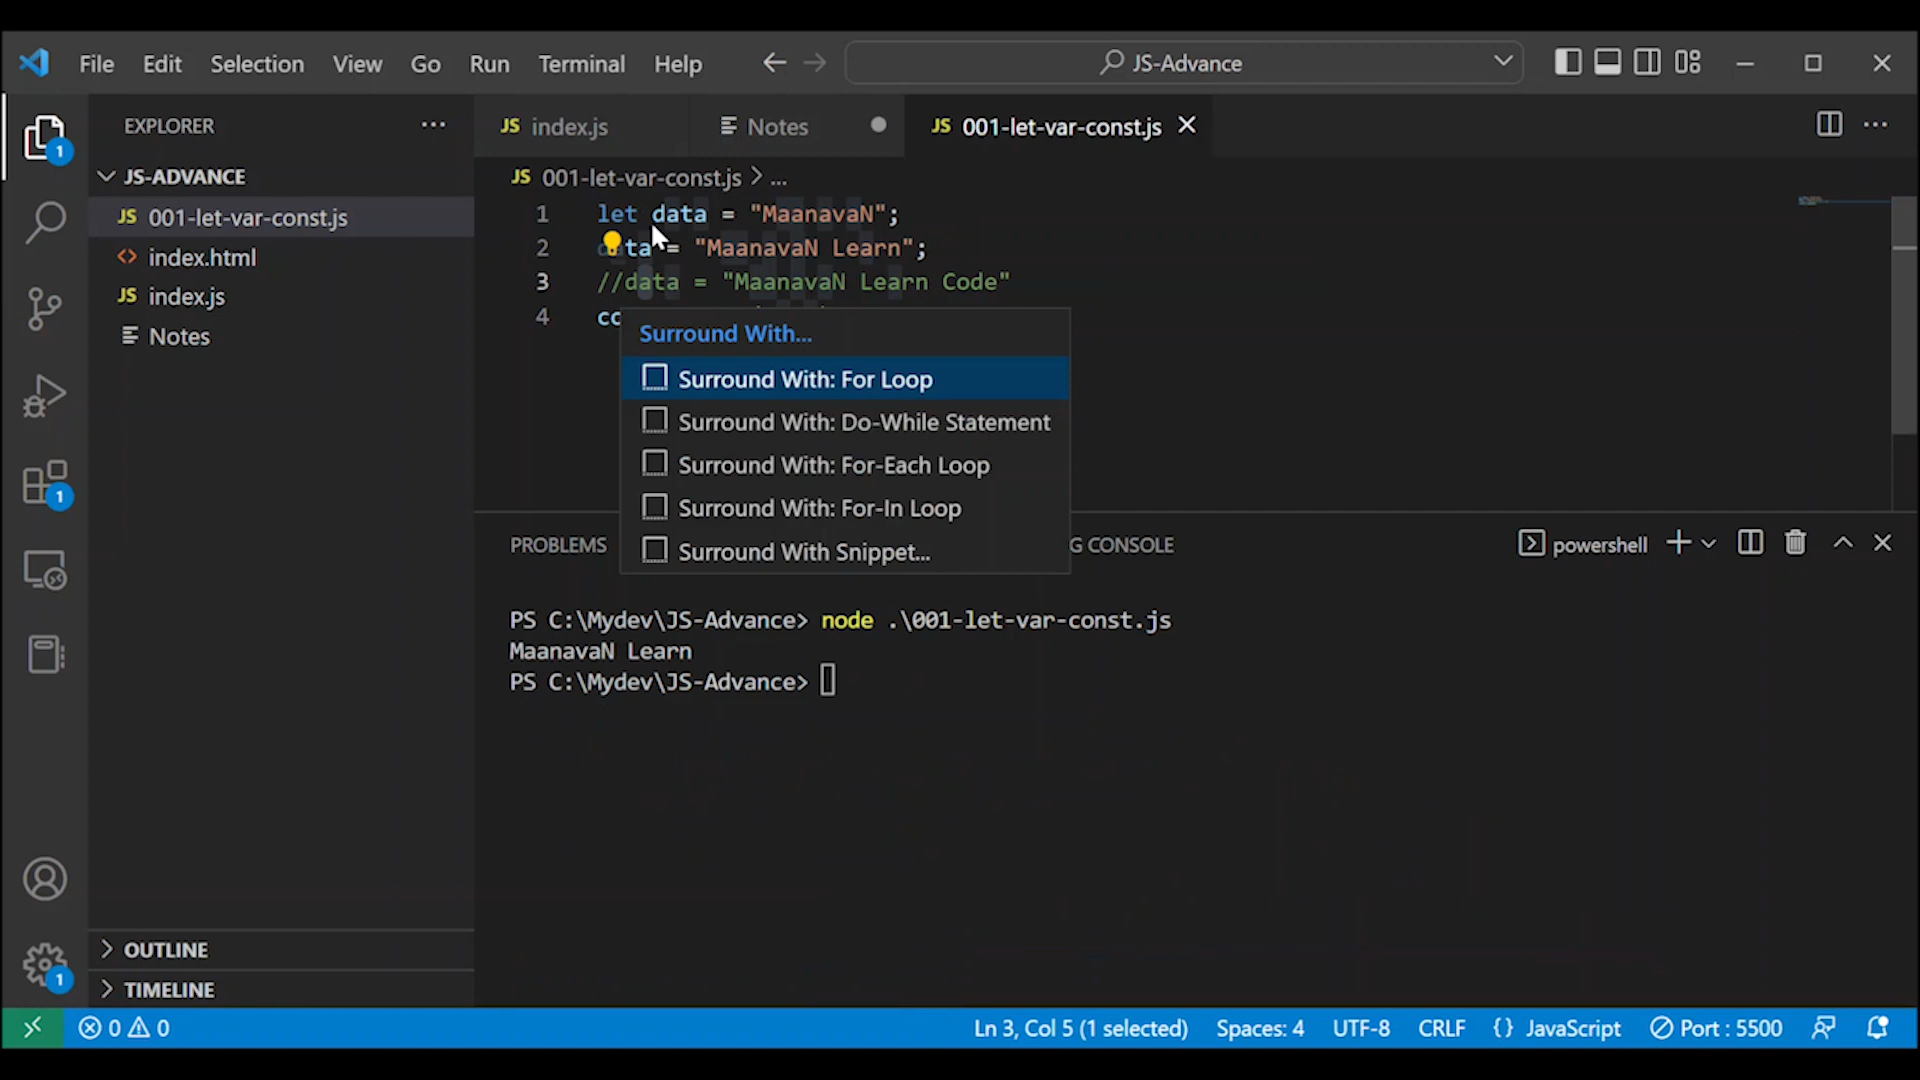 File Edit Selection View Go Run Terminal Help JS-Advance
EXPLORER
JS index.js Notes JS 001-let-var-const.js
JS-ADVANCE
JS 001-let-var-const.js
index.html
JS index.js
Notes
JS 001-let-var-const.js > ...
1 let data = "MaanavaN";
2 data = "MaanavaN Learn";
3 //data = "MaanavaN Learn Code"
4 co
Surround With...
Surround With: For Loop
Surround With: Do-While Statement
Surround With: For-Each Loop
Surround With: For-In Loop
Surround With Snippet...
PROBLEMS G CONSOLE powershell
PS C:\Mydev\JS-Advance> node .\001-let-var-const.js
MaanavaN Learn
PS C:\Mydev\JS-Advance>
1
1
1
OUTLINE
TIMELINE
0 0 Ln 3, Col 5 (1 selected) Spaces: 4 UTF-8 CRLF {} JavaScript Port : 5500